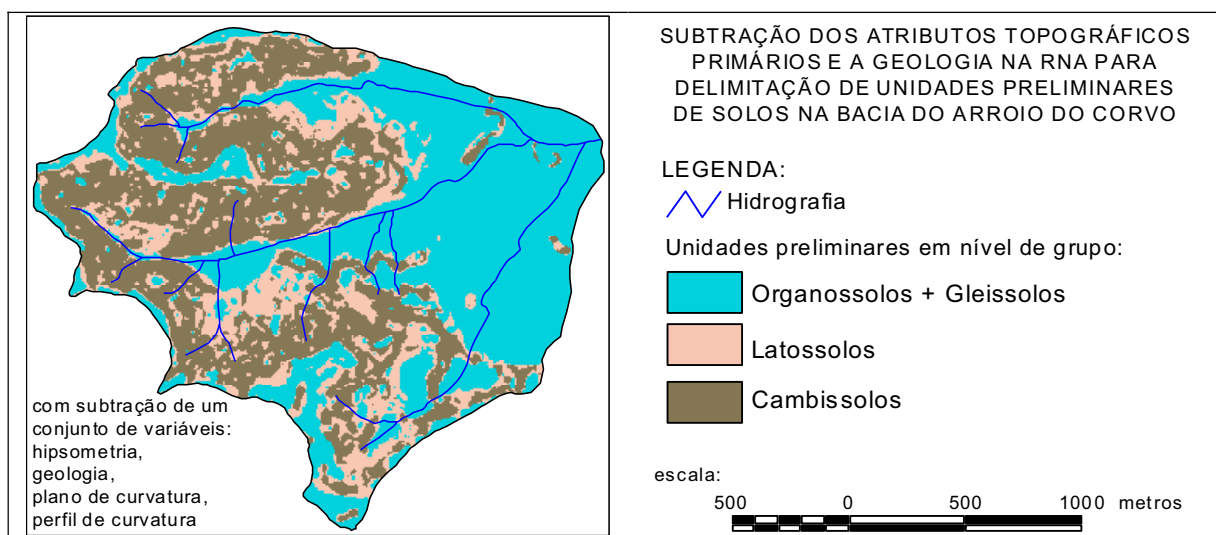 SUBTRAÇÃO DOS ATRIBUTOS TOPOGRÁFICOS
PRIMÁRIOS E A GEOLOGIA NA RNA PARA
DELIMITAÇÃO DE UNIDADES PRELIMINARES
DE SOLOS NA BACIA DO ARROIO DO CORVO
LEGENDA:
Hidrografia
Unidades preliminares em nível de grupo:
Organossolos + Gleissolos
Latossolos
Cambissolos
escala:
500 0 500 1000 metros
com subtração de um
conjunto de variáveis:
hipsometria,
geologia,
plano de curvatura,
perfil de curvatura